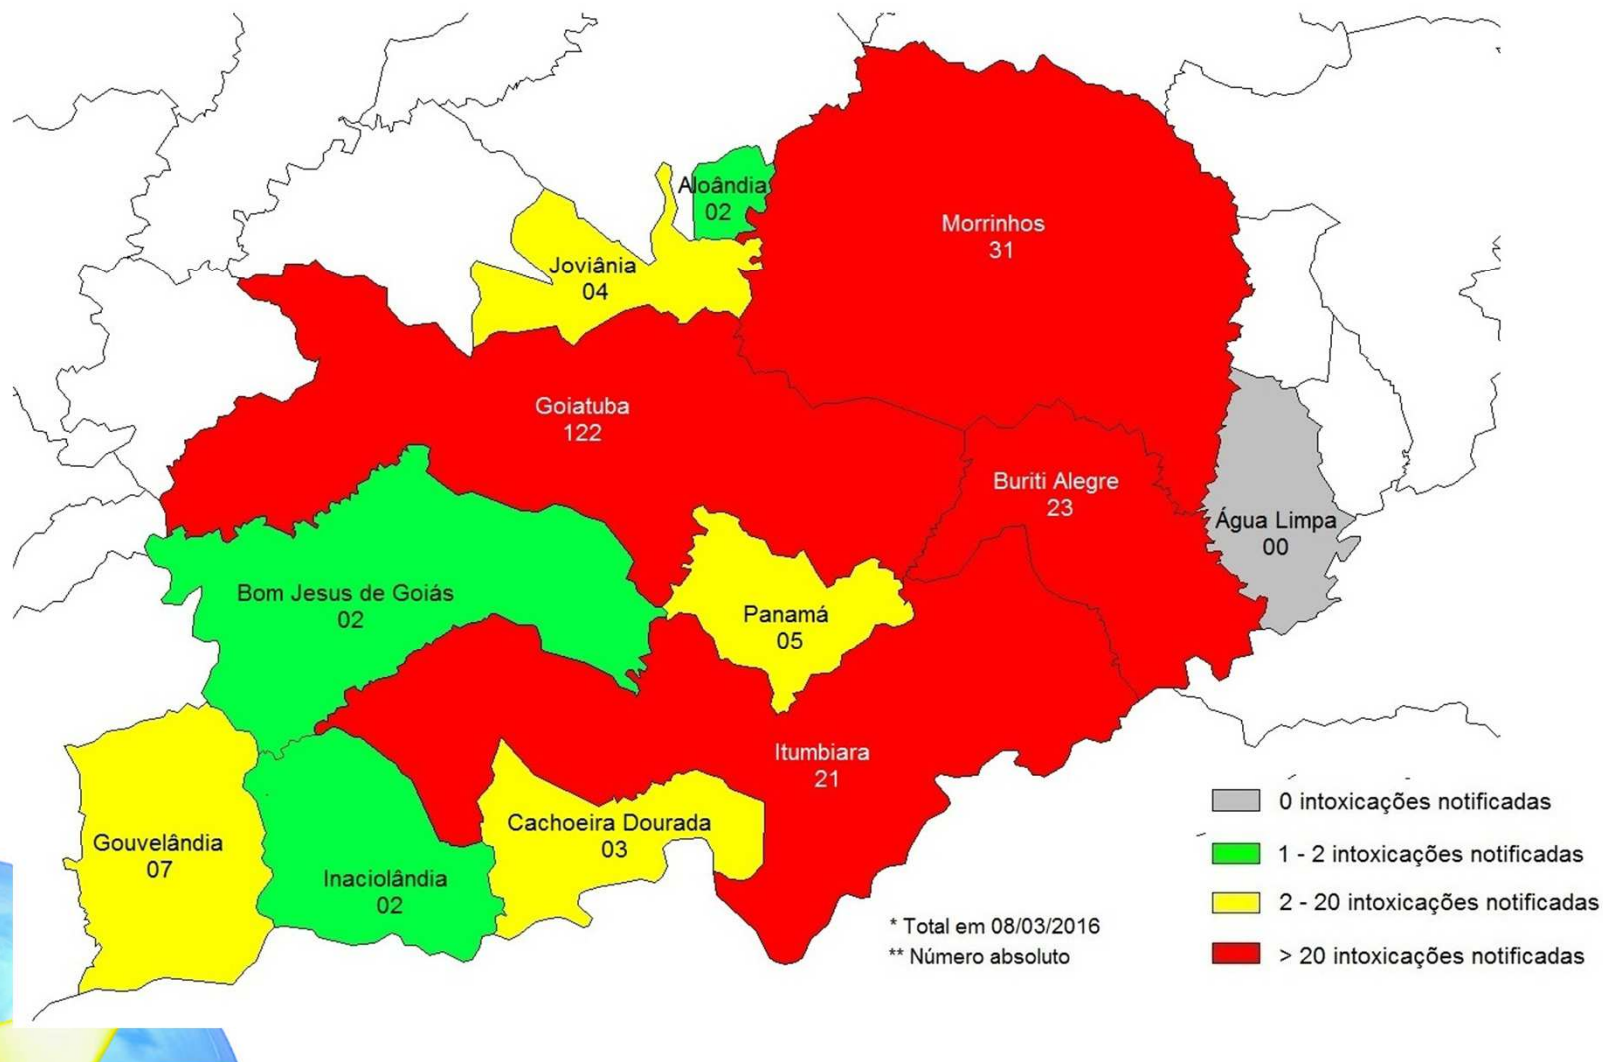 Aloândia
02
Morrinhos
31
Joviânia
04
Goiatuba
122
Buriti Alegre
23
Água Limpa
00
Bom Jesus de Goiás
02
Panamá
05
Itumbiara
21
Cachoeira Dourada
03
Gouvelândia
07
Inaciolândia
02
0 intoxicações notificadas
1 - 2 intoxicações notificadas
2 - 20 intoxicações notificadas
> 20 intoxicações notificadas
* Total em 08/03/2016
** Número absoluto